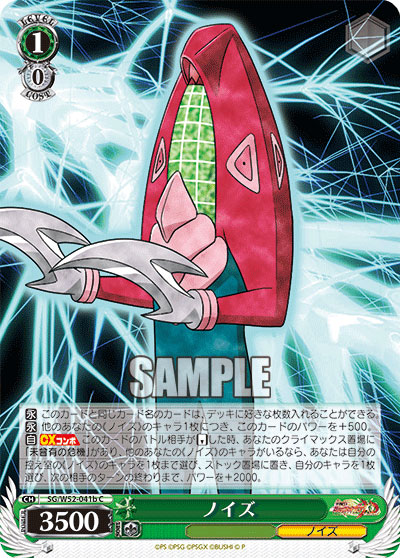 LEVEL
1
0
COST
SAMPLE
永 このカードと同じカード名のカードは、デッキに好きな枚数入れることができる。
永 他のあなたの《ノイズ》のキャラ1枚につき、このカードのパワーを+500。
自 CXコンボ このカードのバトル相手が【】した時、あなたのクライマックス置場に
「未曾有の危機」があり、他のあなたの《ノイズ》のキャラがいるなら、あなたは自分の
控え室の《ノイズ》のキャラを1枚まで選び、ストック置場に置き、自分のキャラを1枚
選び、次の相手のターンの終わりまで、パワーを+2000。
CH SG/W52-041b C
3500
ノイズ
ノイズ
©PS ©PSG ©PSGX ©BUSHI © P